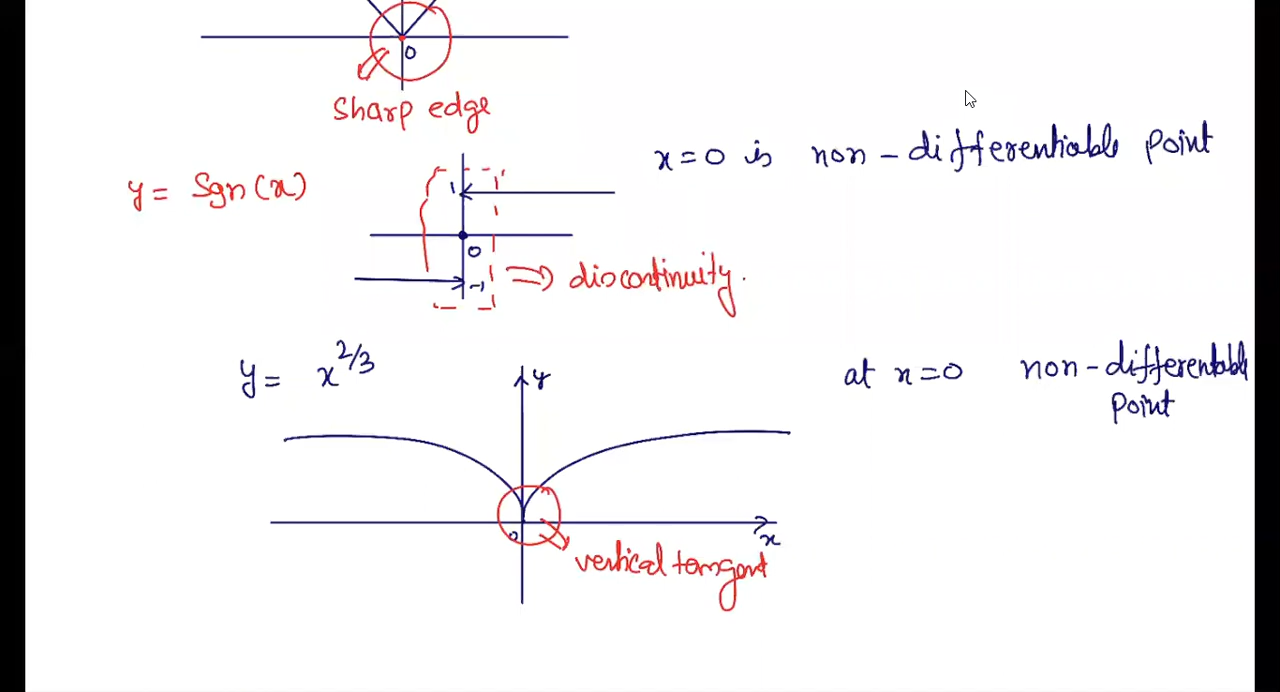 0
Sharp edge
x=0 is non-differentiable point
y = Sgn(x)
1
0
-1
⇒ discontinuity.
y = x^2/3
y
at x=0 non-differentable
point
0
x
vertical tangent